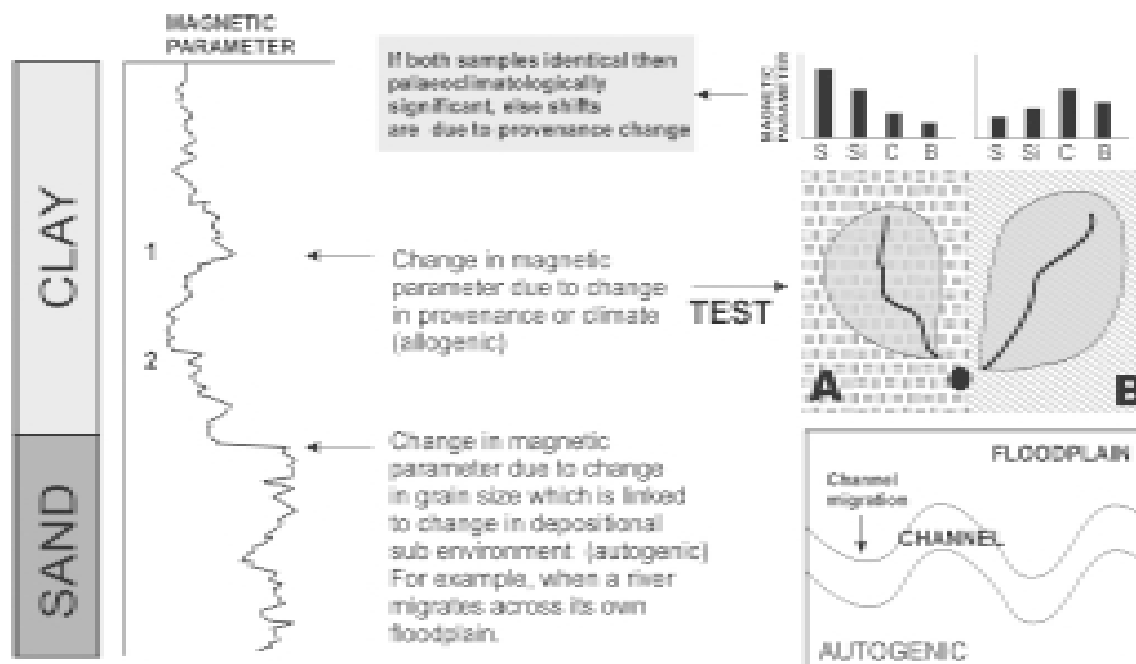 MAGNETIC
PARAMETER
If both samples identical then
palaeoclimatologically
significant, else shifts
are due to provenance change
MAGNETIC
PARAMETER
S Si C B
S Si C B
CLAY
1
2
Change in magnetic
parameter due to change
in provenance or climate
(allogenic)
TEST
A
B
SAND
Change in magnetic
parameter due to change
in grain size which is linked
to change in depositional
sub environment (autogenic)
For example, when a river
migrates across its own
floodplain.
FLOODPLAIN
Channel
migration
CHANNEL
AUTOGENIC